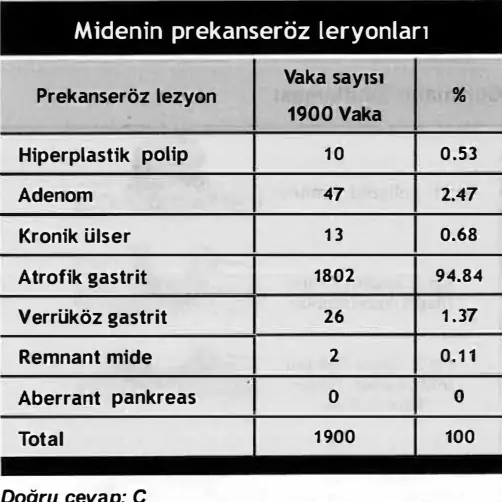 Midenin prekanseröz leryonları
Prekanseröz lezyon Vaka sayısı 1900 Vaka %
Hiperplastik polip 10 0.53
Adenom 47 2.47
Kronik ülser 13 0.68
Atrofik gastrit 1802 94.84
Verrüköz gastrit 26 1.37
Remnant mide 2 0.11
Aberrant pankreas 0 0
Total 1900 100
Doğru cevap: C